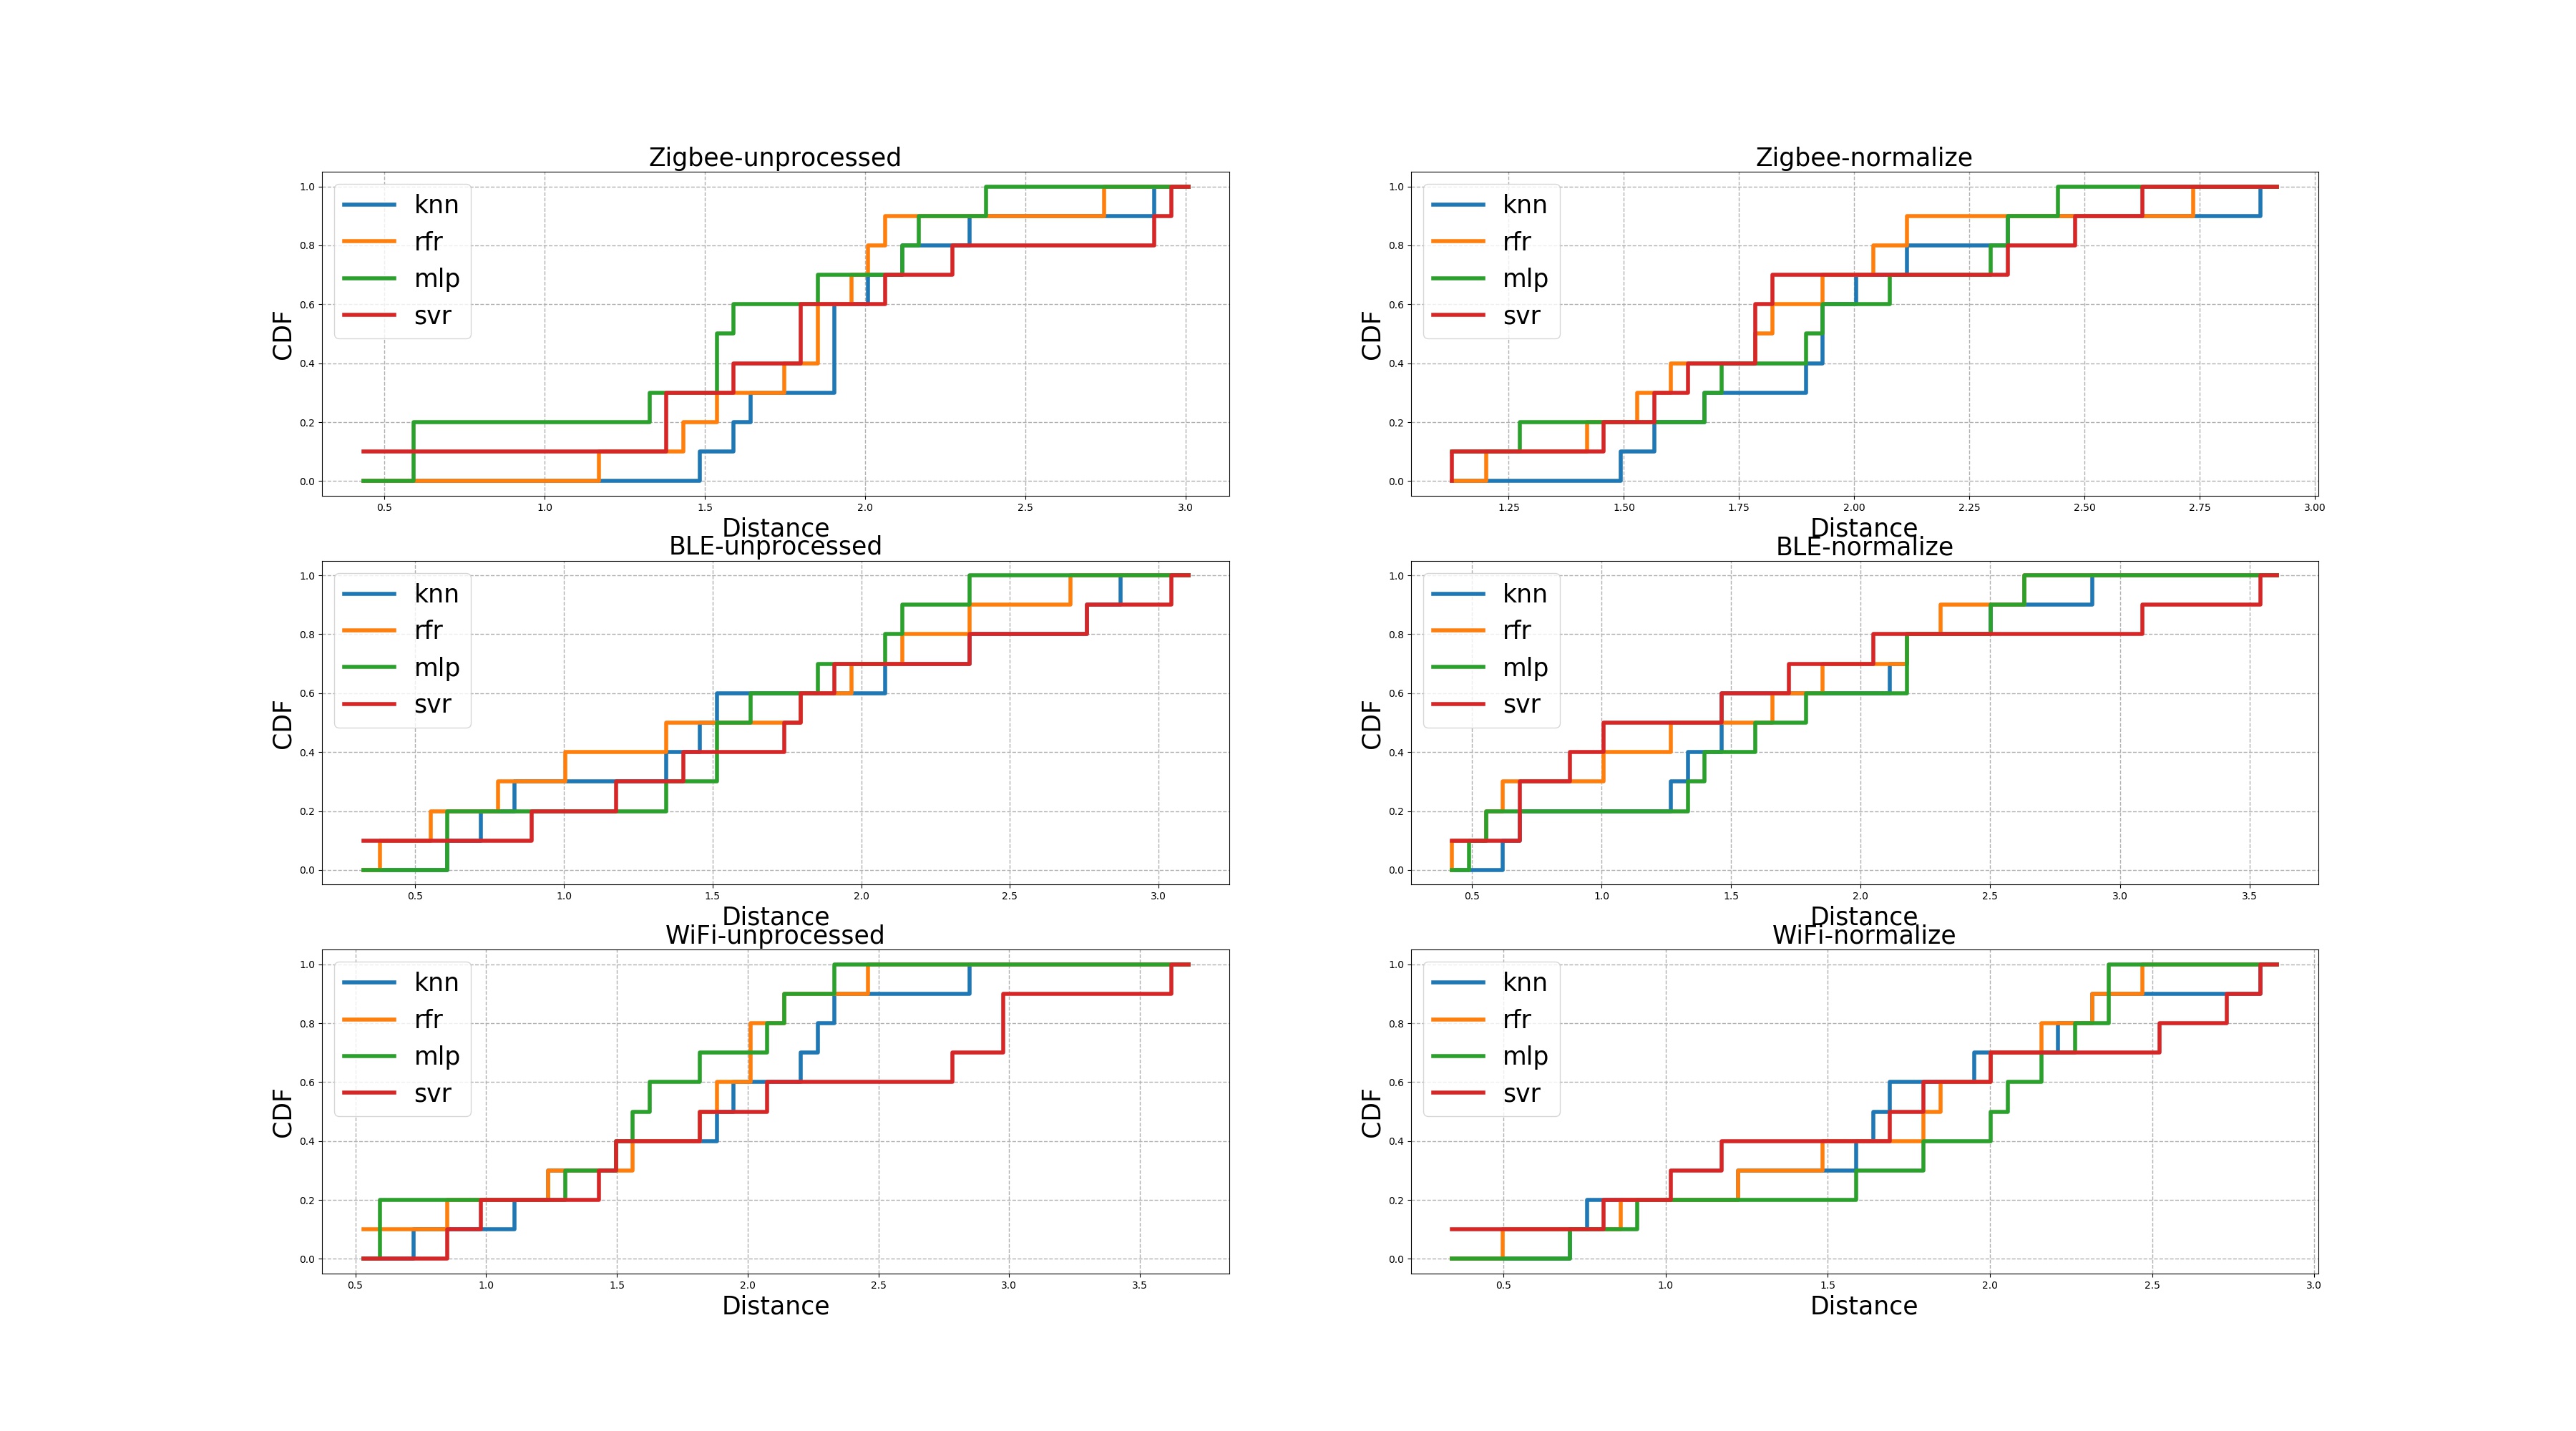 Zigbee-unprocessed
1.0
0.8
0.6
0.4
0.2
0.0
CDF
knn
rfr
mlp
svr
0.5 1.0 1.5 2.0 2.5 3.0
Distance
Zigbee-normalize
1.0
0.8
0.6
0.4
0.2
0.0
CDF
knn
rfr
mlp
svr
1.25 1.50 1.75 2.00 2.25 2.50 2.75 3.00
Distance
BLE-unprocessed
1.0
0.8
0.6
0.4
0.2
0.0
CDF
knn
rfr
mlp
svr
0.5 1.0 1.5 2.0 2.5 3.0
Distance
BLE-normalize
1.0
0.8
0.6
0.4
0.2
0.0
CDF
knn
rfr
mlp
svr
0.5 1.0 1.5 2.0 2.5 3.0 3.5
Distance
WiFi-unprocessed
1.0
0.8
0.6
0.4
0.2
0.0
CDF
knn
rfr
mlp
svr
0.5 1.0 1.5 2.0 2.5 3.0 3.5
Distance
WiFi-normalize
1.0
0.8
0.6
0.4
0.2
0.0
CDF
knn
rfr
mlp
svr
0.5 1.0 1.5 2.0 2.5 3.0
Distance